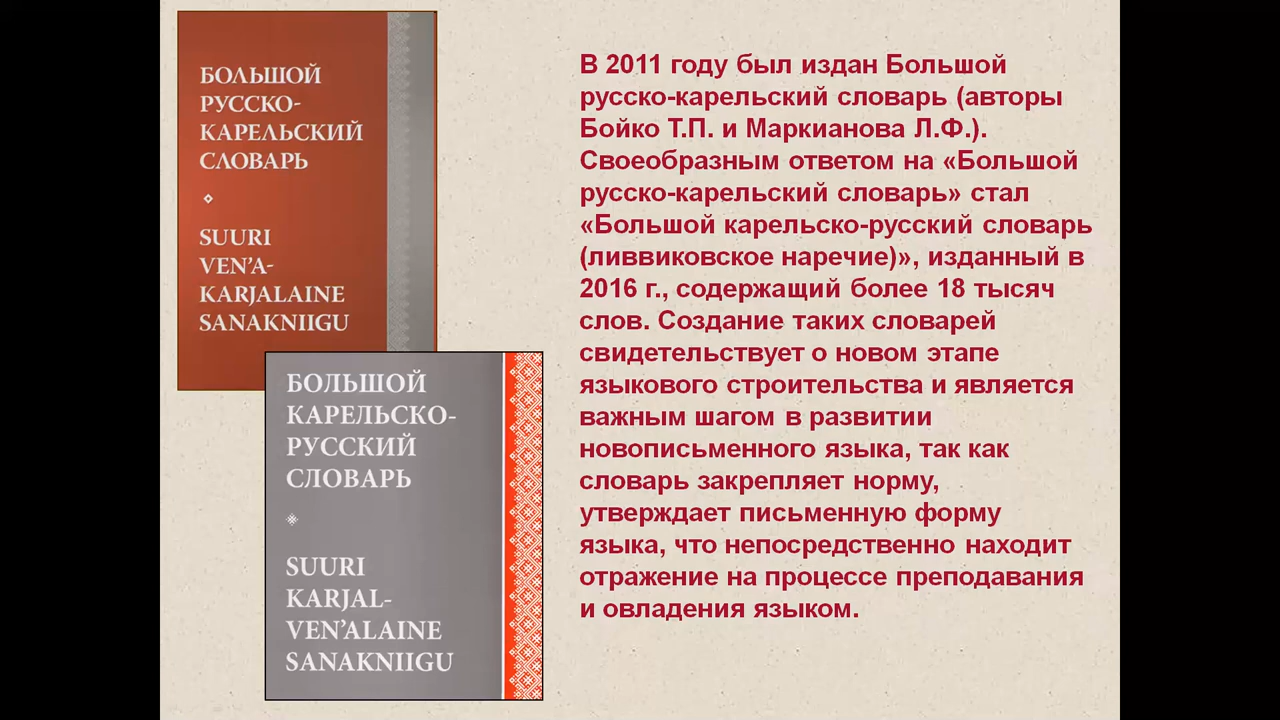 БОЛЬШОЙ
РУССКО-
КАРЕЛЬСКИЙ
СЛОВАРЬ
SUURI
VEN'A-
KARJALAINE
SANAKNIIGU
БОЛЬШОЙ
КАРЕЛЬСКО-
РУССКИЙ
СЛОВАРЬ
SUURI
KARJAL-
VEN'ALAINE
SANAKNIIGU
В 2011 году был издан Большой
русско-карельский словарь (авторы
Бойко Т.П. и Маркианова Л.Ф.).
Своеобразным ответом на «Большой
русско-карельский словарь» стал
«Большой карельско-русский словарь
(ливвиковское наречие)», изданный в
2016 г., содержащий более 18 тысяч
слов. Создание таких словарей
свидетельствует о новом этапе
языкового строительства и является
важным шагом в развитии
новописьменного языка, так как
словарь закрепляет норму,
утверждает письменную форму
языка, что непосредственно находит
отражение на процессе преподавания
и овладения языком.